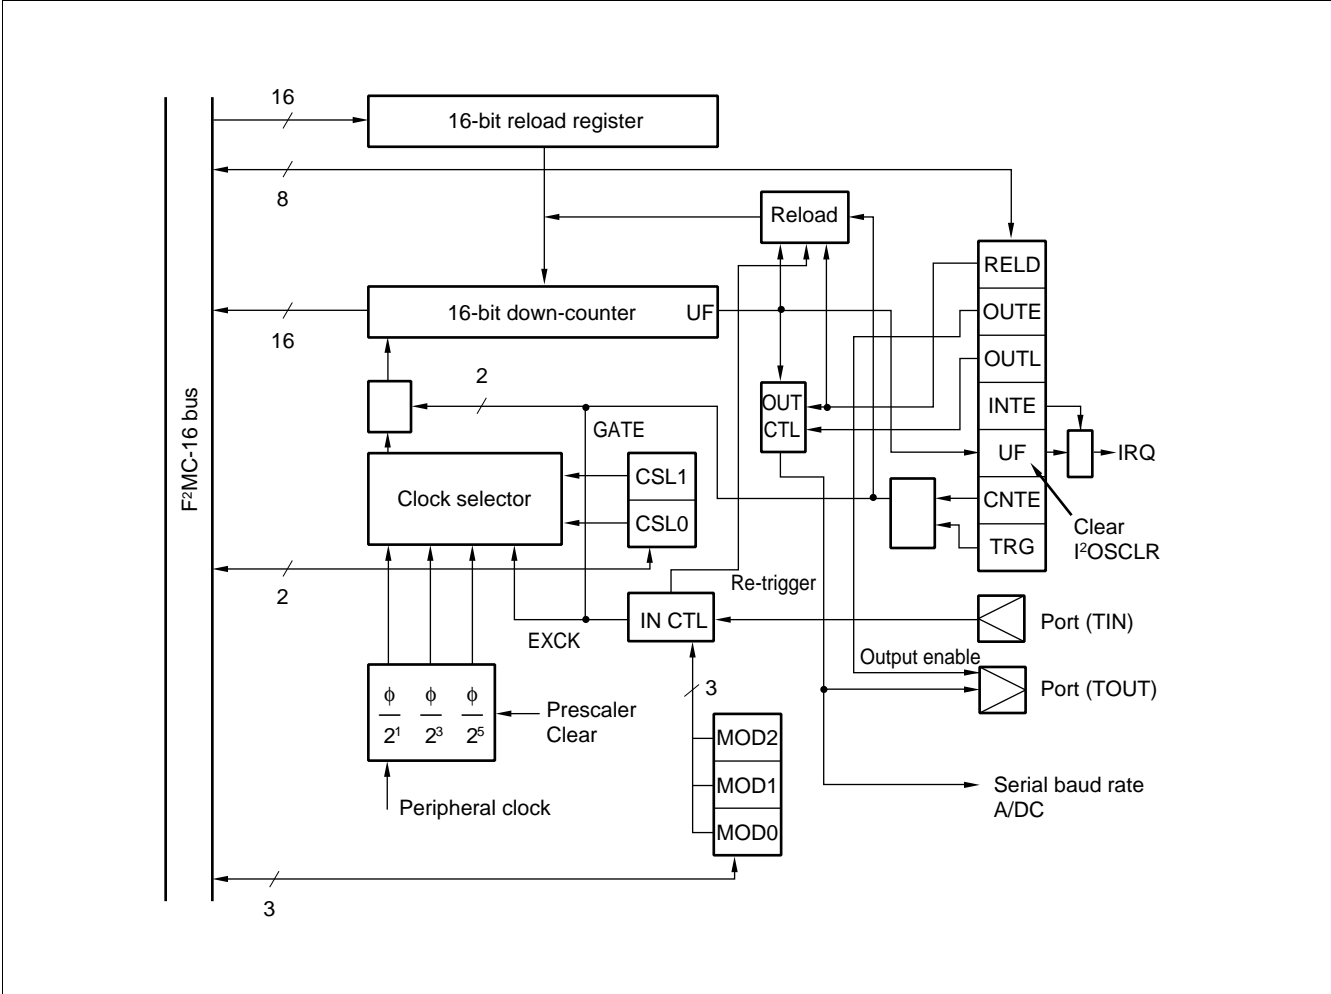 16
16-bit reload register
8
Reload
RELD
16-bit down-counter
UF
OUTE
16
OUTL
2
INTE
OUT
CTL
GATE
UF
IRQ
F²MC-16 bus
CSL1
Clock selector
CNTE
CSL0
Clear
I²OSCLR
TRG
2
Re-trigger
IN CTL
Port (TIN)
EXCK
Output enable
3
Port (TOUT)
ϕ ϕ ϕ
2¹ 2³ 2⁵
Prescaler
Clear
MOD2
MOD1
Serial baud rate
A/DC
Peripheral clock
MOD0
3